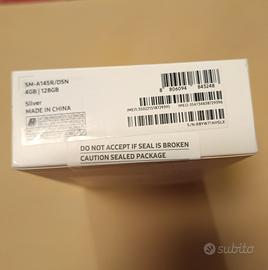 SM-A145R/DSN
4GB | 128GB
Silver
MADE IN CHINA
8 806094 843248
DO NOT ACCEPT IF SEAL IS BROKEN
CAUTION SEALED PACKAGE
subito